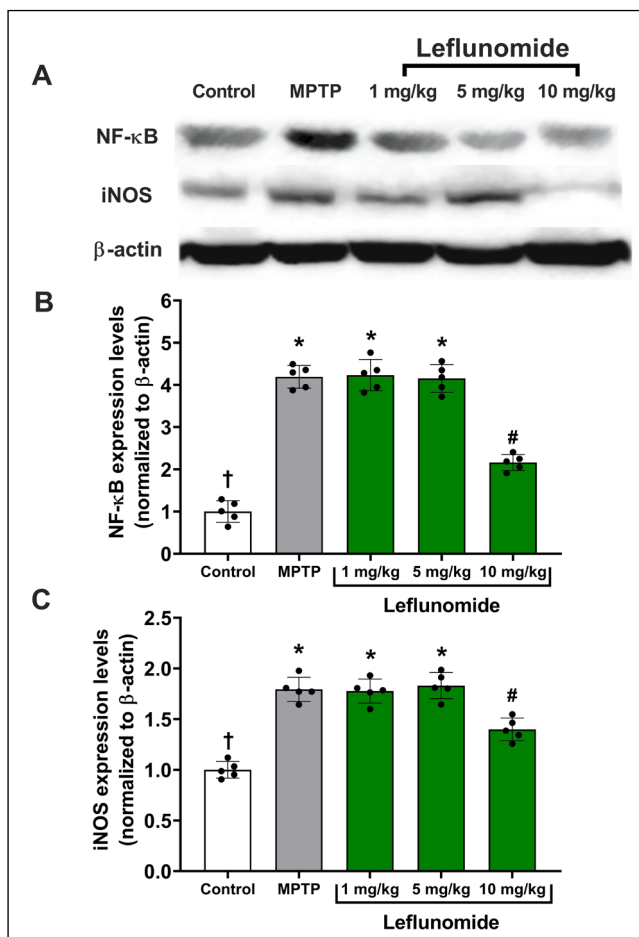 Leflunomide
A
Control MPTP 1 mg/kg 5 mg/kg 10 mg/kg
NF-κB
iNOS
β-actin
B
NF-κB expression levels
(normalized to β-actin)
6
5
4
3
2
1
0
†
*
*
*
#
Control MPTP 1 mg/kg 5 mg/kg 10 mg/kg
Leflunomide
C
iNOS expression levels
(normalized to β-actin)
2.5
2.0
1.5
1.0
0.5
0.0
†
*
*
*
#
Control MPTP 1 mg/kg 5 mg/kg 10 mg/kg
Leflunomide